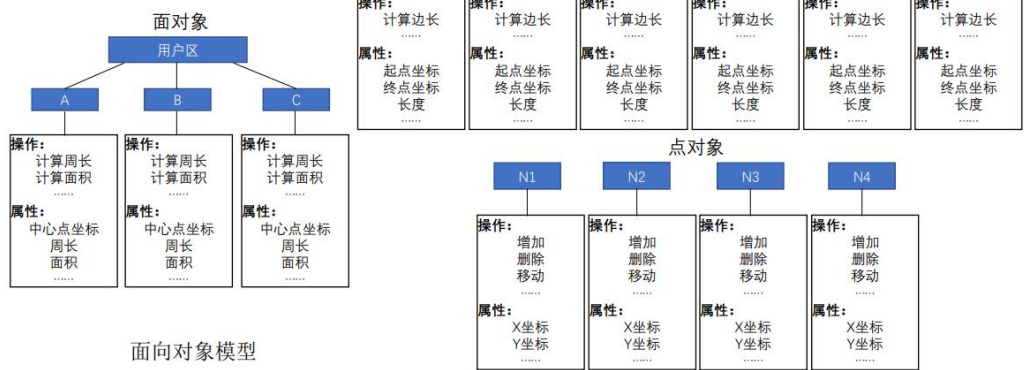 面对象
用户区
A
B
C
操作：
计算周长
计算面积
……
属性：
中心点坐标
周长
面积
……
操作：
计算周长
计算面积
……
属性：
中心点坐标
周长
面积
……
操作：
计算周长
计算面积
……
属性：
中心点坐标
周长
面积
……
面向对象模型
操作：
计算边长
……
属性：
起点坐标
终点坐标
长度
……
操作：
计算边长
……
属性：
起点坐标
终点坐标
长度
……
操作：
计算边长
……
属性：
起点坐标
终点坐标
长度
……
操作：
计算边长
……
属性：
起点坐标
终点坐标
长度
……
操作：
计算边长
……
属性：
起点坐标
终点坐标
长度
……
操作：
计算边长
……
属性：
起点坐标
终点坐标
长度
……
点对象
N1
N2
N3
N4
操作：
增加
删除
移动
……
属性：
X坐标
Y坐标
……
操作：
增加
删除
移动
……
属性：
X坐标
Y坐标
……
操作：
增加
删除
移动
……
属性：
X坐标
Y坐标
……
操作：
增加
删除
移动
……
属性：
X坐标
Y坐标
……